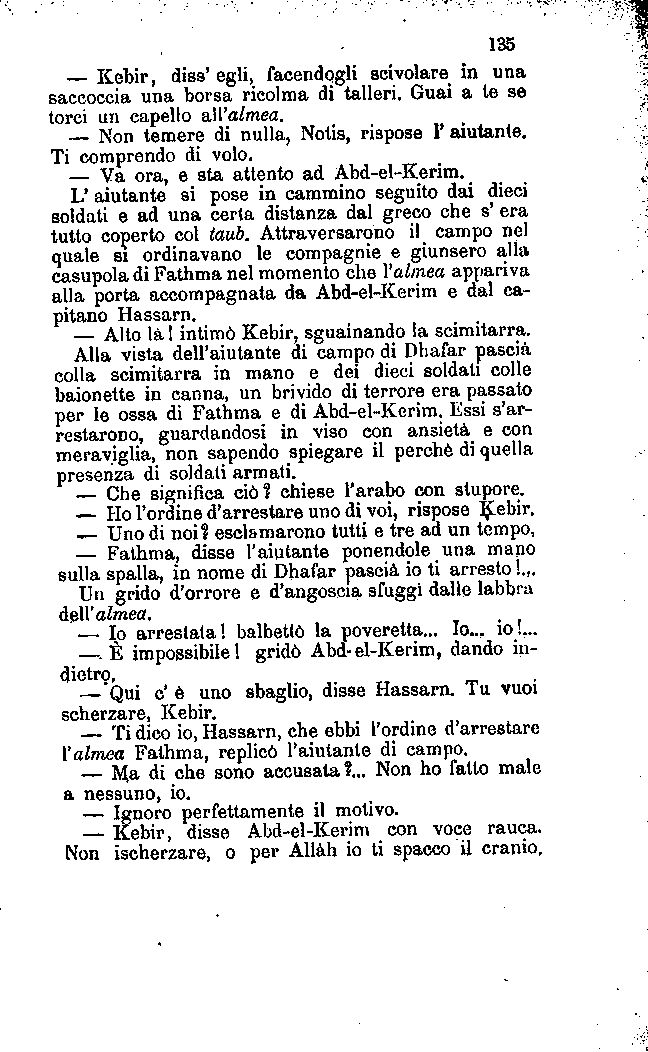 135
— Kebir, diss' egli, facendogli scivolare in una
saccoccia una borsa ricolma di talleri. Guai a te se
torci un capello all'almea.
— Non temere di nulla, Notis, rispose l' aiutante.
Ti comprendo di volo.
— Va ora, e sta attento ad Abd-el-Kerim.
L' aiutante si pose in cammino seguito dai dieci
soldati e ad una certa distanza dal greco che s' era
tutto coperto col taub. Attraversarono il campo nel
quale si ordinavano le compagnie e giunsero alla
casupola di Fathma nel momento che l'almea appariva
alla porta accompagnata da Abd-el-Kerim e dal ca-
pitano Hassarn.
— Alto là! intimò Kebir, sguainando la scimitarra.
Alla vista dell'aiutante di campo di Dhafar pascià
colla scimitarra in mano e dei dieci soldati colle
baionette in canna, un brivido di terrore era passato
per le ossa di Fathma e di Abd-el-Kerim. Essi s'ar-
restarono, guardandosi in viso con ansietà e con
meraviglia, non sapendo spiegare il perchè di quella
presenza di soldati armati.
— Che significa ciò? chiese l'arabo con stupore.
— Ho l'ordine d'arrestare uno di voi, rispose Kebir.
— Uno di noi? esclamarono tutti e tre ad un tempo,
— Fathma, disse l'aiutante ponendole una mano
sulla spalla, in nome di Dhafar pascià io ti arresto!...
Un grido d'orrore e d'angoscia sfuggì dalle labbra
dell'almea.
— Io arrestata! balbettò la poveretta... Io... io!...
— È impossibile! gridò Abd-el-Kerim, dando in-
dietro.
— Qui c' è uno sbaglio, disse Hassarn. Tu vuoi
scherzare, Kebir.
— Ti dico io, Hassarn, che ebbi l'ordine d'arrestare
l'almea Fathma, replicò l'aiutante di campo.
— Ma di che sono accusata?... Non ho fatto male
a nessuno, io.
— Ignoro perfettamente il motivo.
— Kebir, disse Abd-el-Kerim con voce rauca.
Non ischerzare, o per Allàh io ti spacco il cranio.